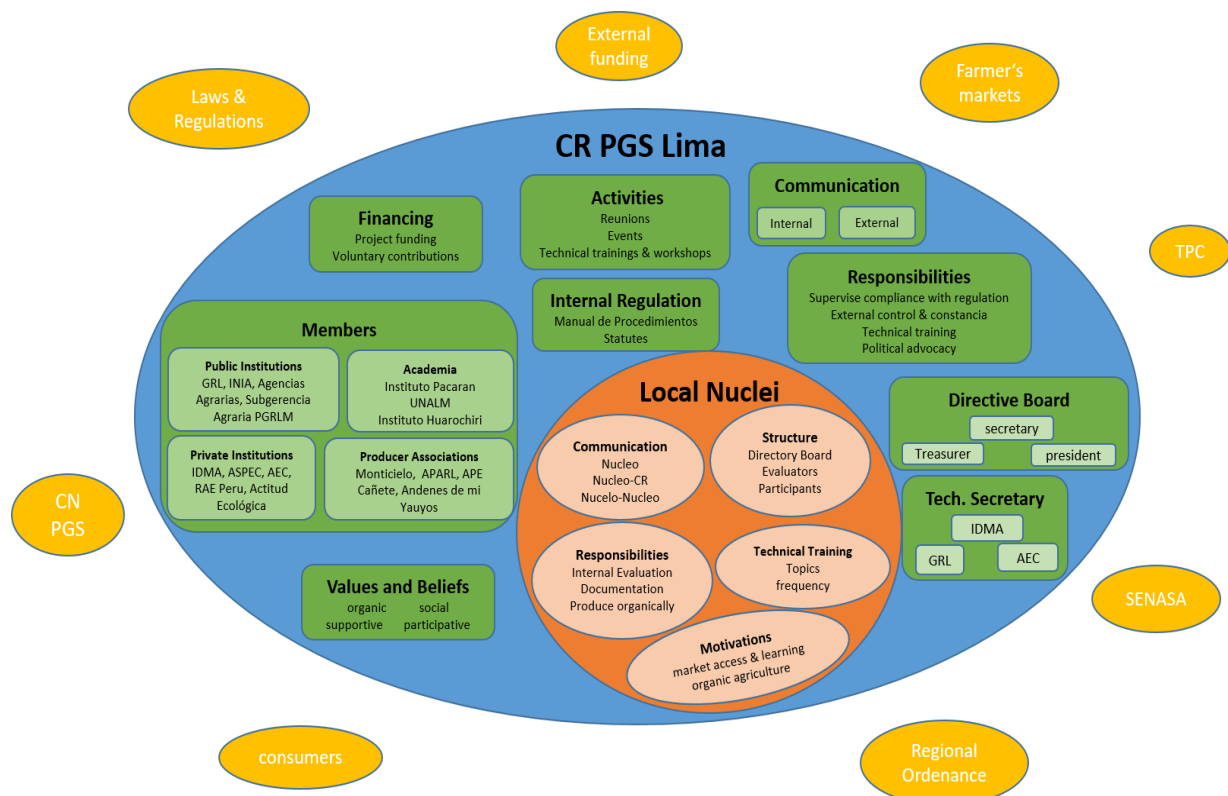 External
funding
Laws &
Regulations
Farmer's
markets
CR PGS Lima
Financing
Project funding
Voluntary contributions
Activities
Reunions
Events
Technical trainings & workshops
Communication
Internal
External
TPC
Internal Regulation
Manual de Procedimientos
Statutes
Responsibilities
Supervise compliance with regulation
External control & constancia
Technical training
Political advocacy
Members
Public Institutions
GRL, INIA, Agencias
Agrarias, Subgerencia
Agraria PGRLM
Academia
Instituto Pacaran
UNALM
Instituto Huarochiri
Private Institutions
IDMA, ASPEC, AEC,
RAE Peru, Actitud
Ecológica
Producer Associations
Monticielo, APARL, APE
Cañete, Andenes de mi
Yauyos
Local Nuclei
Communication
Nucleo
Nucleo-CR
Nucelo-Nucleo
Structure
Directory Board
Evaluators
Participants
Responsibilities
Internal Evaluation
Documentation
Produce organically
Technical Training
Topics
frequency
Motivations
market access & learning
organic agriculture
Directive Board
secretary
Treasurer
president
Tech. Secretary
IDMA
GRL
AEC
CN
PGS
Values and Beliefs
organic social
supportive participative
SENASA
consumers
Regional
Ordenance